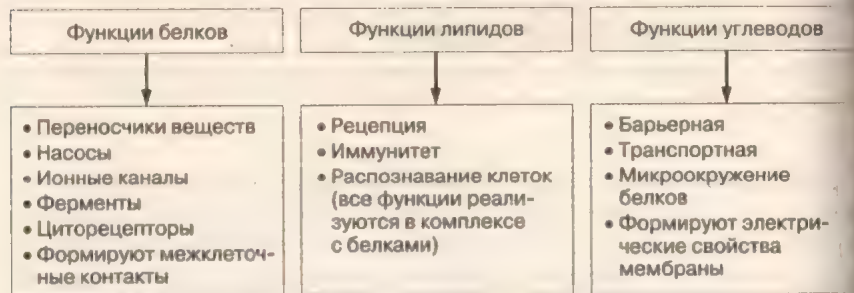 Функции белков
Функции липидов
Функции углеводов
• Переносчики веществ
• Насосы
• Ионные каналы
• Ферменты
• Циторецепторы
• Формируют межклеточ-
ные контакты
• Рецепция
• Иммунитет
• Распознавание клеток
(все функции реали-
зуются в комплексе
с белками)
• Барьерная
• Транспортная
• Микроокружение
белков
• Формируют электри-
ческие свойства
мембраны